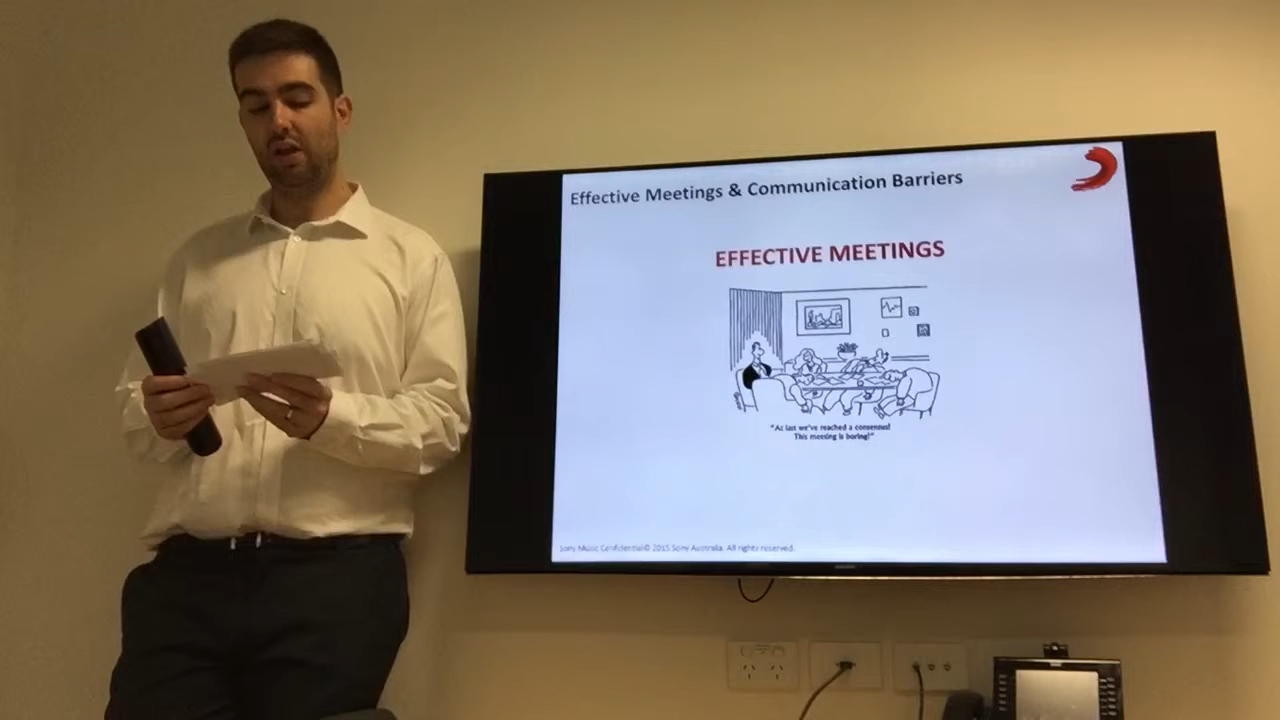 Effective Meetings & Communication Barriers
EFFECTIVE MEETINGS
"At last we've reached a consensus!
This meeting is boring!"
Sony Music Confidential© 2015 Sony Australia. All rights reserved.